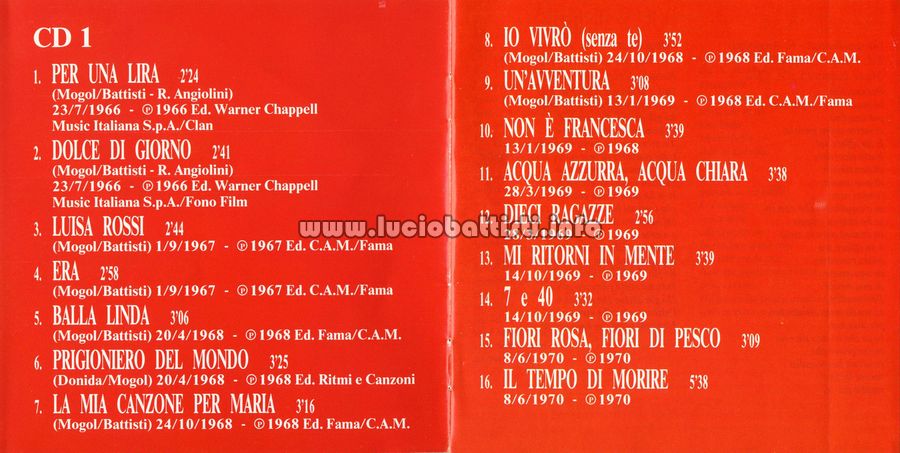 CD 1
1. PER UNA LIRA 2'24
(Mogol/Battisti - R. Angiolini)
23/7/1966 - ℗ 1966 Ed. Warner Chappell
Music Italiana S.p.A./Clan
2. DOLCE DI GIORNO 2'41
(Mogol/Battisti - R. Angiolini)
23/7/1966 - ℗ 1966 Ed. Warner Chappell
Music Italiana S.p.A./Fono Film
3. LUISA ROSSI 2'44
(Mogol/Battisti) 1/9/1967 - ℗ 1967 Ed. C.A.M./Fama
4. ERA 2'58
(Mogol/Battisti) 1/9/1967 - ℗ 1967 Ed. C.A.M./Fama
5. BALLA LINDA 3'06
(Mogol/Battisti) 20/4/1968 - ℗ 1968 Ed. Fama/C.A.M.
6. PRIGIONIERO DEL MONDO 3'25
(Donida/Mogol) 20/4/1968 - ℗ 1968 Ed. Ritmi e Canzoni
7. LA MIA CANZONE PER MARIA 3'16
(Mogol/Battisti) 24/10/1968 - ℗ 1968 Ed. Fama/C.A.M.
8. IO VIVRÒ (senza te) 3'52
(Mogol/Battisti) 24/10/1968 - ℗ 1968 Ed. Fama/C.A.M.
9. UN'AVVENTURA 3'08
(Mogol/Battisti) 13/1/1969 - ℗ 1968 Ed. C.A.M./Fama
10. NON È FRANCESCA 3'39
13/1/1969 - ℗ 1968
11. ACQUA AZZURRA, ACQUA CHIARA 3'38
28/3/1969 - ℗ 1969
12. DIECI RAGAZZE 2'56
28/3/1969 - ℗ 1969
13. MI RITORNI IN MENTE 3'39
14/10/1969 - ℗ 1969
14. 7 e 40 3'32
14/10/1969 - ℗ 1969
15. FIORI ROSA, FIORI DI PESCO 3'09
8/6/1970 - ℗ 1970
16. IL TEMPO DI MORIRE 5'38
8/6/1970 - ℗ 1970
www.luciobattisti.info